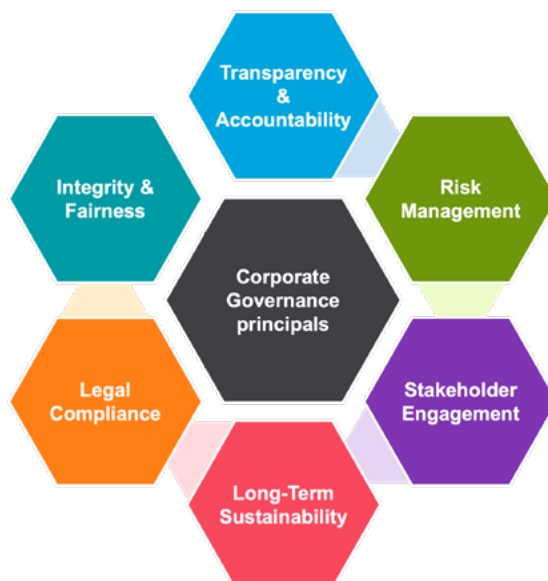 Transparency
&
Accountability
Integrity &
Fairness
Risk
Management
Corporate
Governance
principals
Legal
Compliance
Stakeholder
Engagement
Long-Term
Sustainability